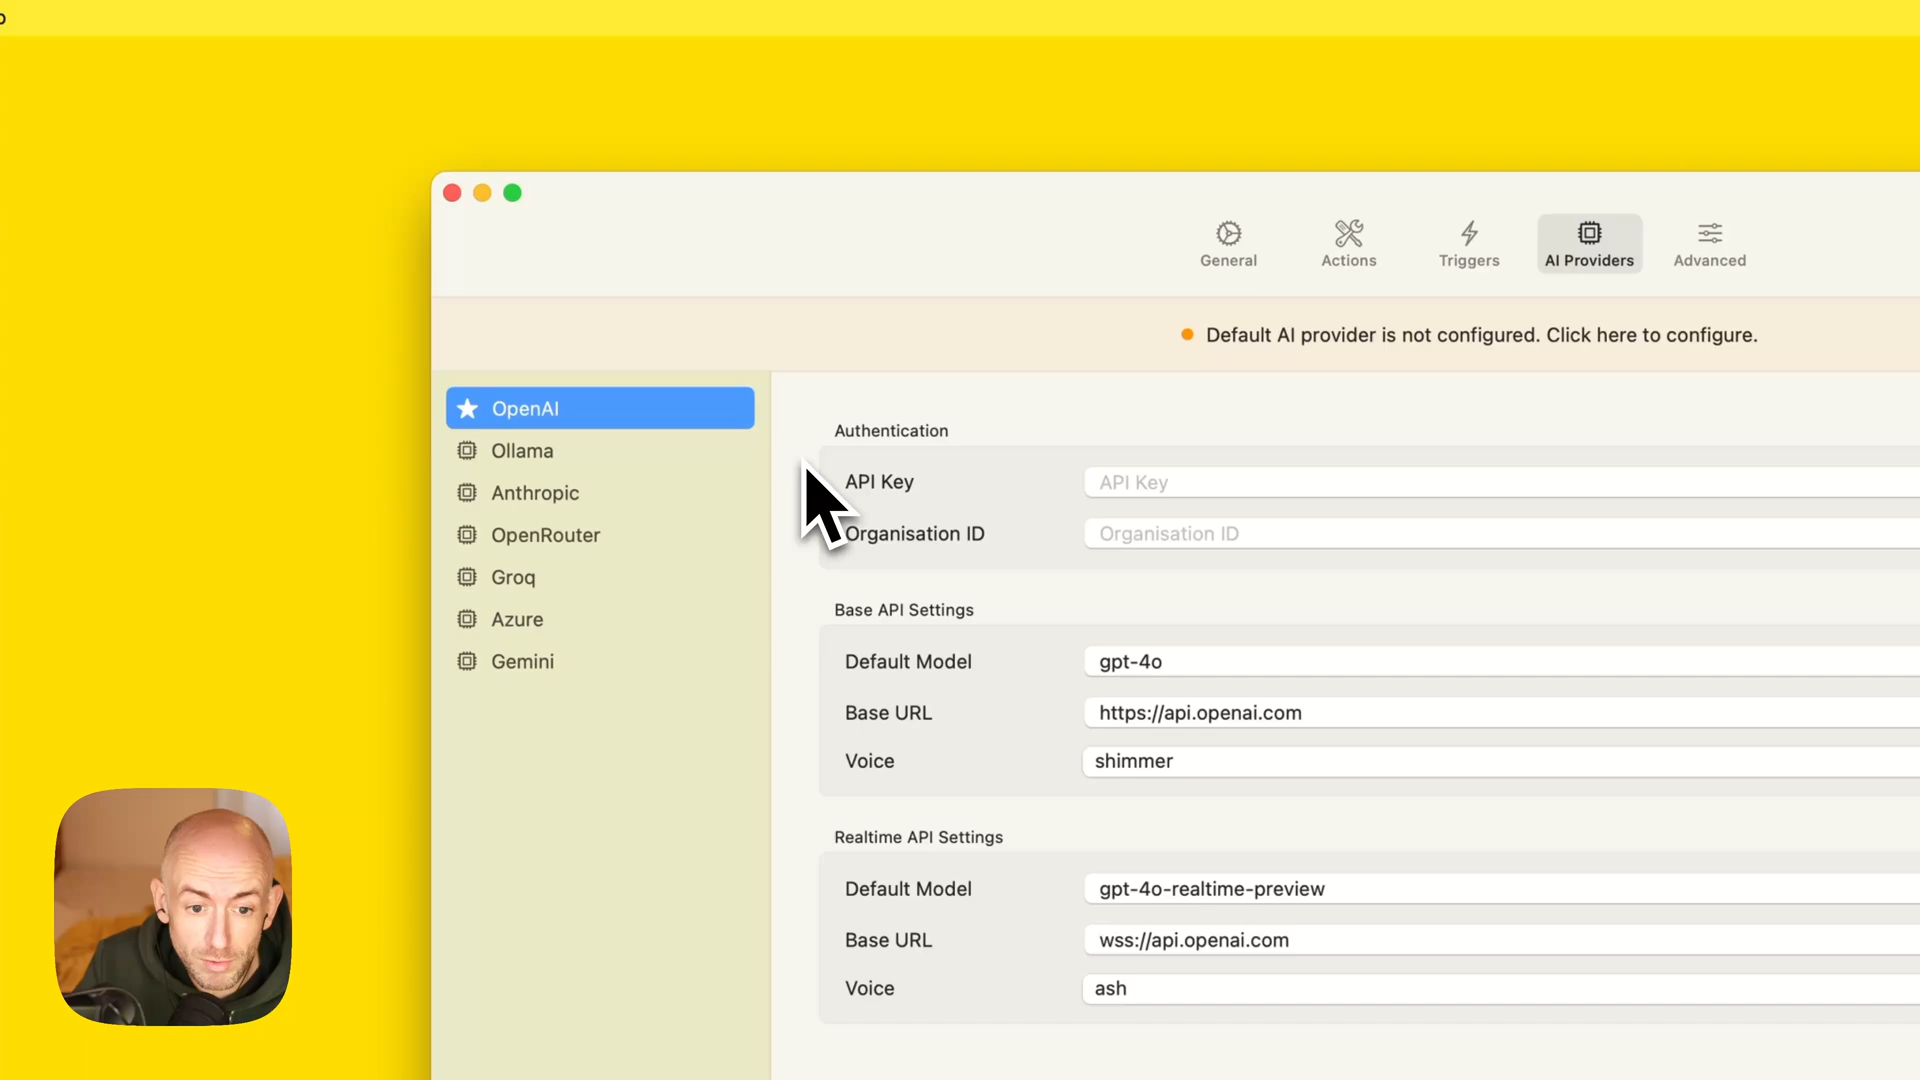 General
Actions
Triggers
AI Providers
Advanced
Default AI provider is not configured. Click here to configure.
OpenAI
Ollama
Anthropic
OpenRouter
Groq
Azure
Gemini
Authentication
API Key
API Key
Organisation ID
Organisation ID
Base API Settings
Default Model
gpt-4o
Base URL
https://api.openai.com
Voice
shimmer
Realtime API Settings
Default Model
gpt-4o-realtime-preview
Base URL
wss://api.openai.com
Voice
ash